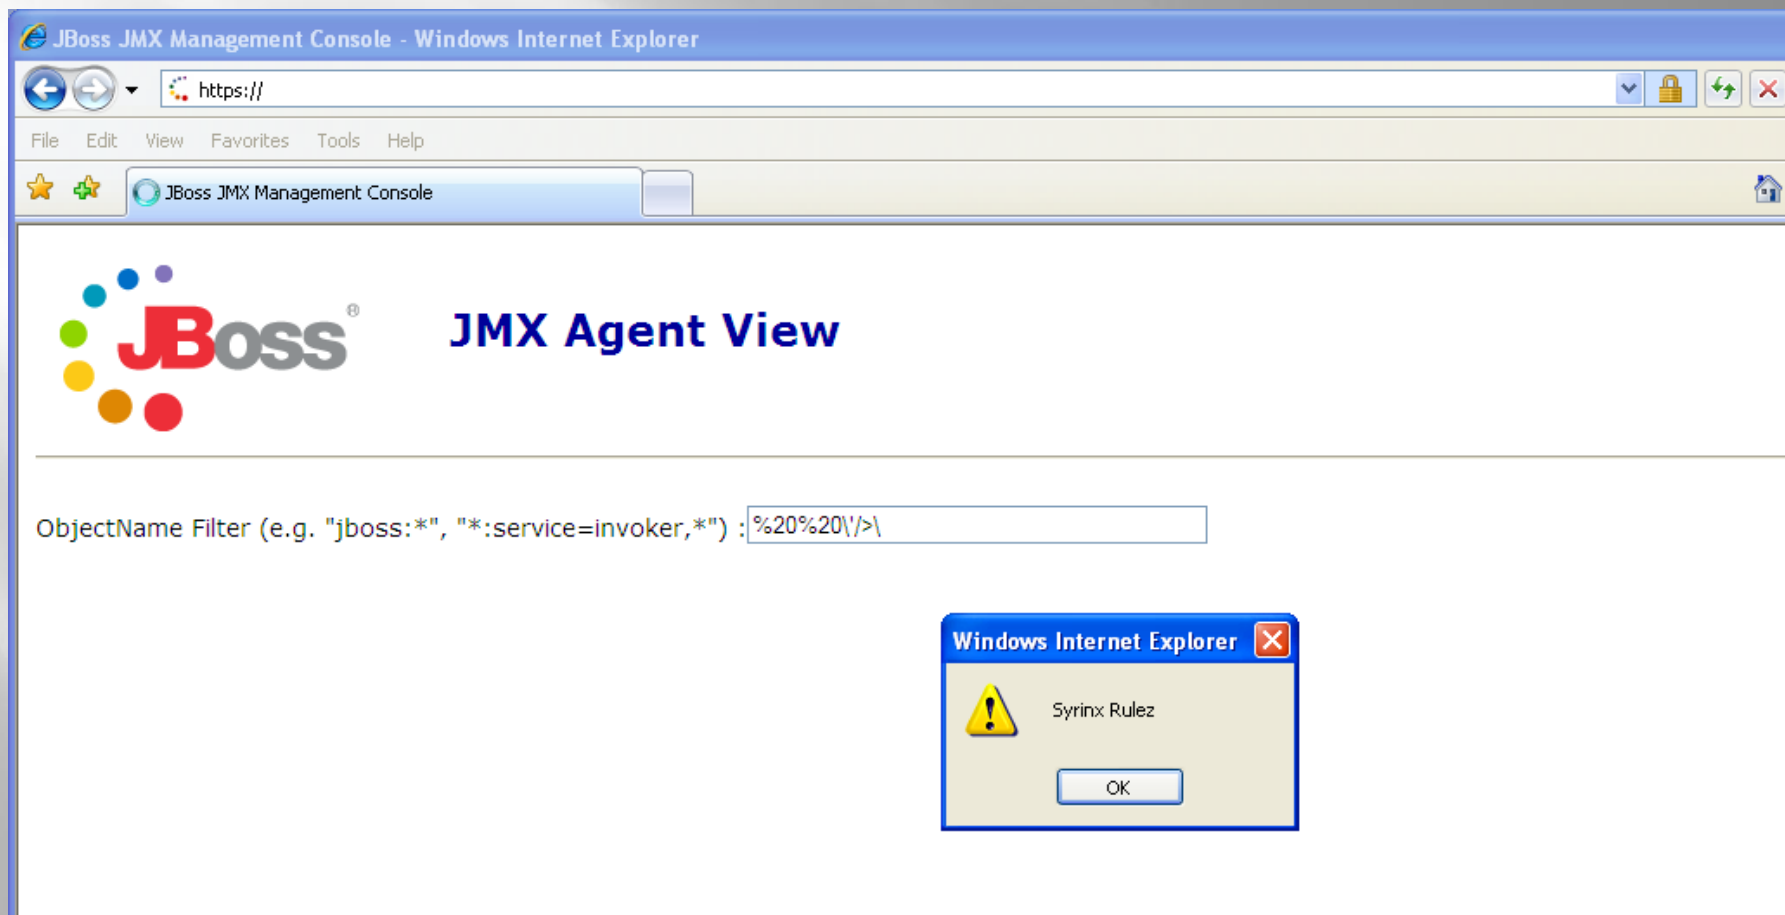 JBoss JMX Management Console - Windows Internet Explorer
https://
File Edit View Favorites Tools Help
JBoss JMX Management Console
JBoss®
JMX Agent View
ObjectName Filter (e.g. "jboss:*", "*:service=invoker,*") : %20%20\'/>\
Windows Internet Explorer
Syrinx Rulez
OK